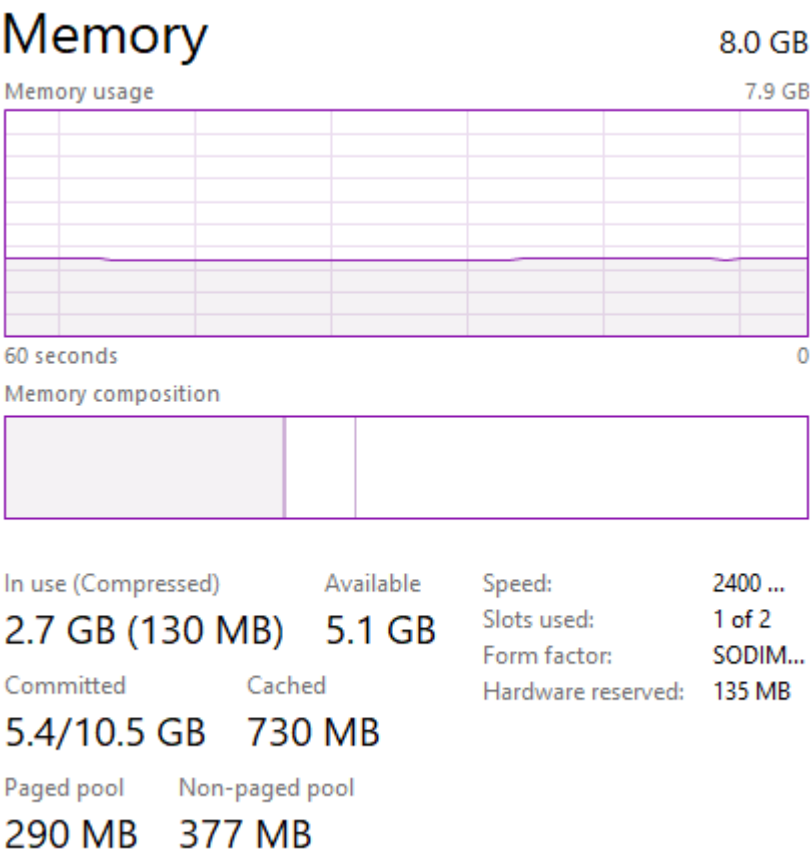 Memory 8.0 GB
Memory usage 7.9 GB
60 seconds 0
Memory composition
In use (Compressed) Available
2.7 GB (130 MB) 5.1 GB
Committed Cached
5.4/10.5 GB 730 MB
Paged pool Non-paged pool
290 MB 377 MB
Speed: 2400 ...
Slots used: 1 of 2
Form factor: SODIM...
Hardware reserved: 135 MB